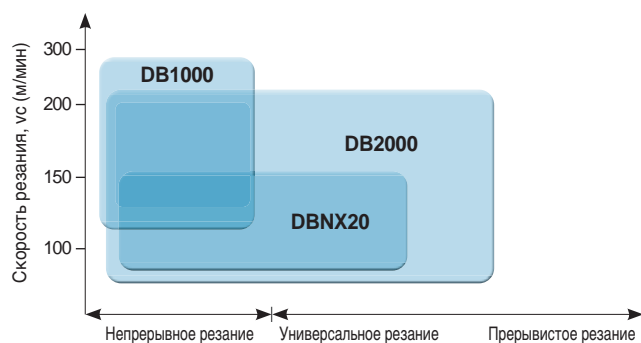 Скорость резания, vc (м/мин)
300
200
150
100
DB1000
DB2000
DBNX20
Непрерывное резание
Универсальное резание
Прерывистое резание